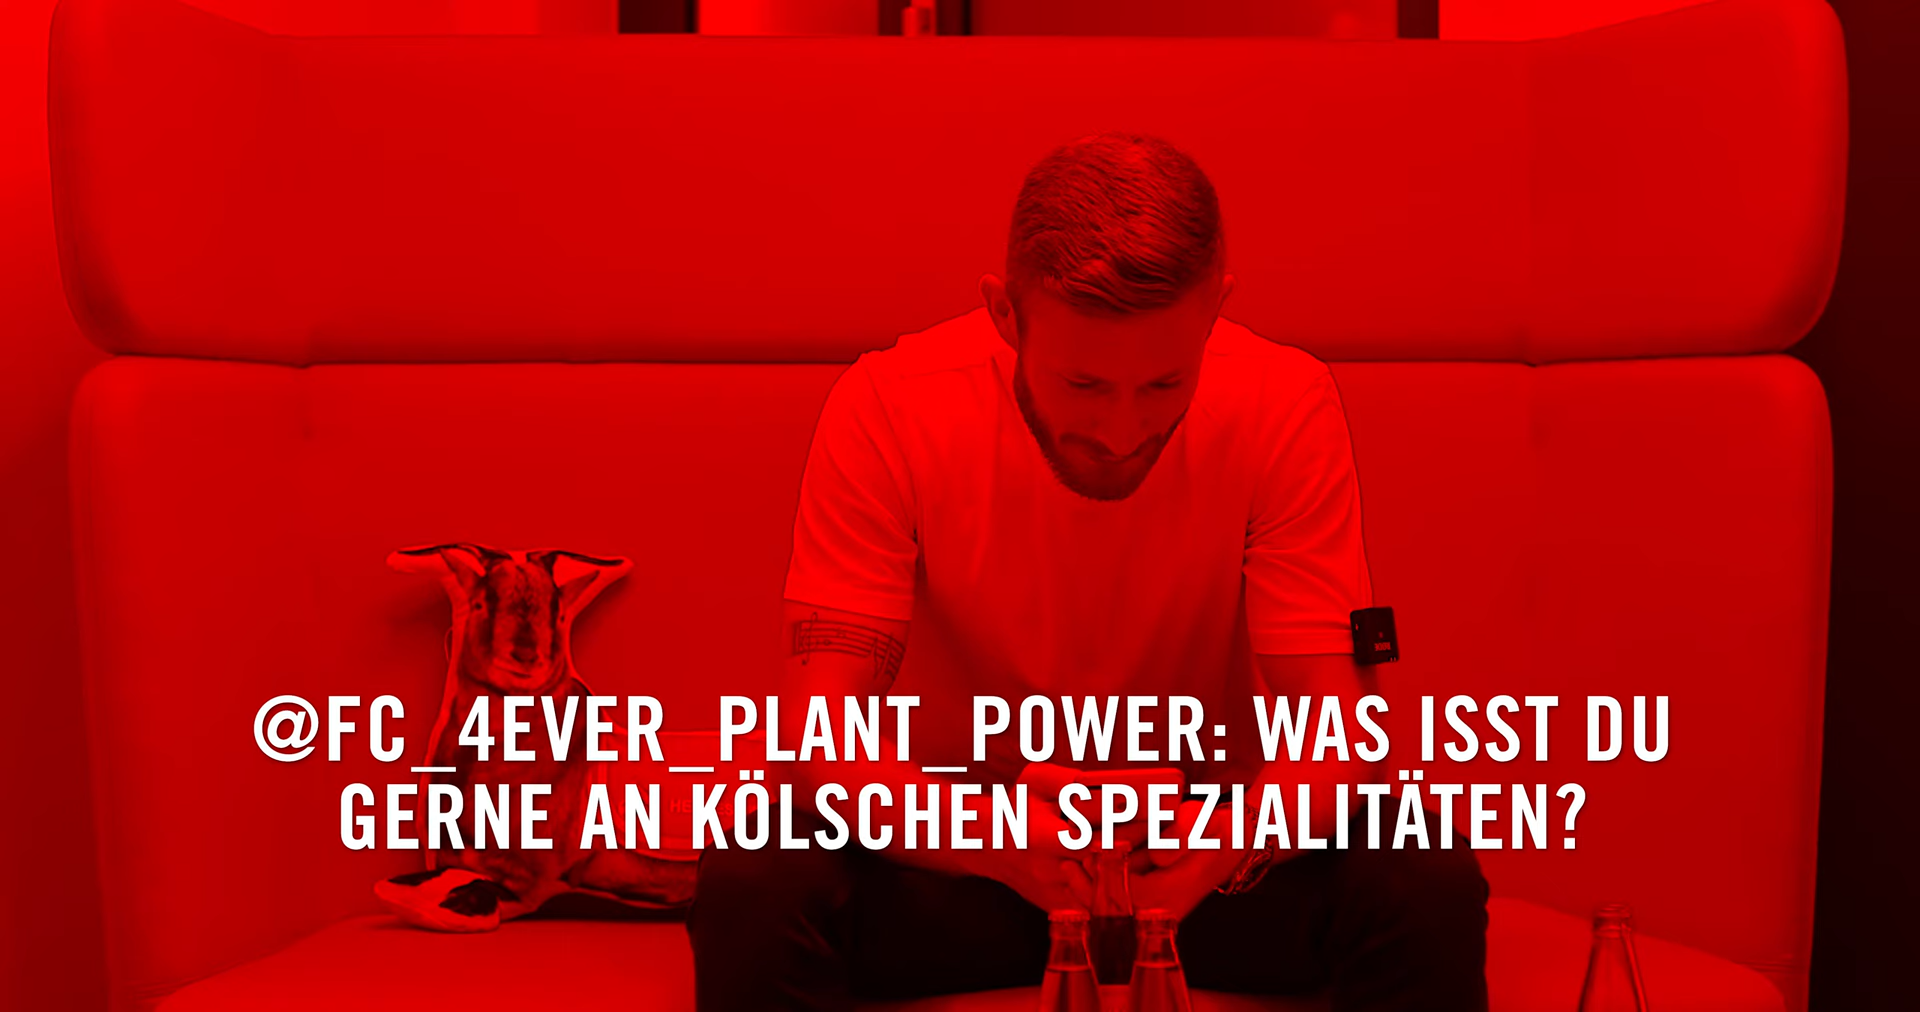 @FC_4EVER_PLANT_POWER: WAS ISST DU
GERNE AN KÖLSCHEN SPEZIALITÄTEN?